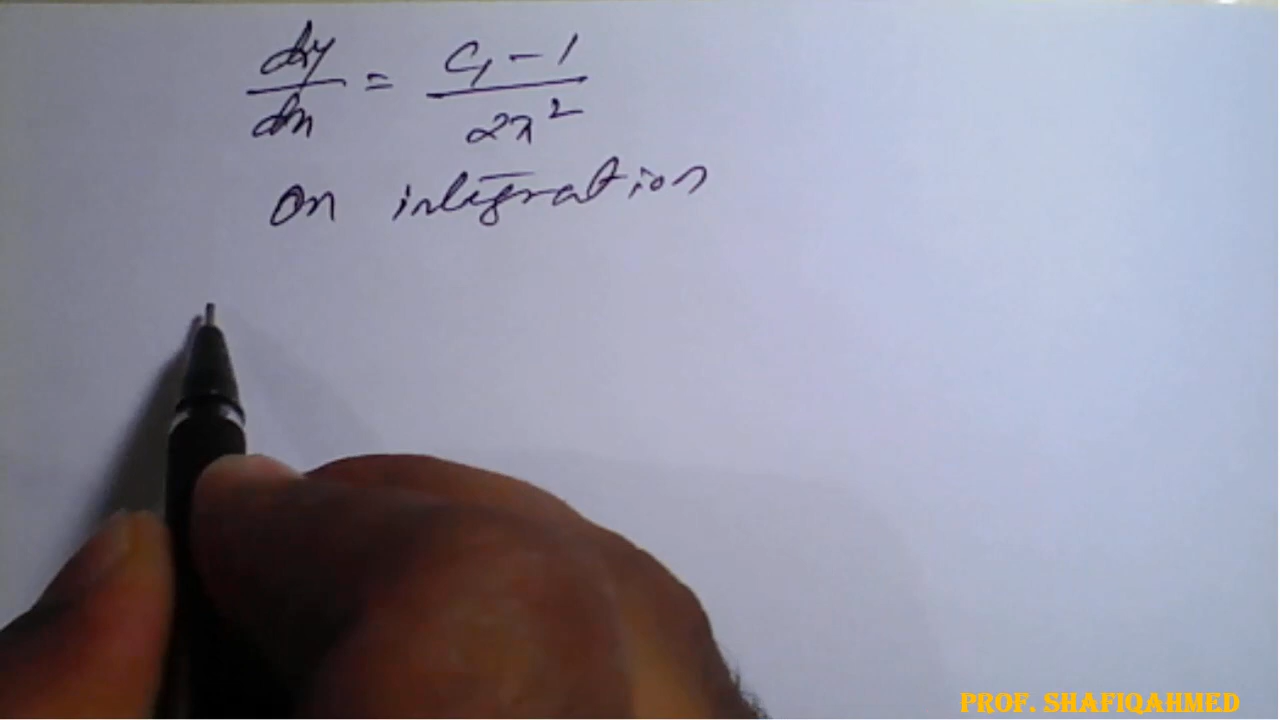 dy/dx = C₁ - 1 / 2x²
on integration
PROF. SHAFIQAHMED